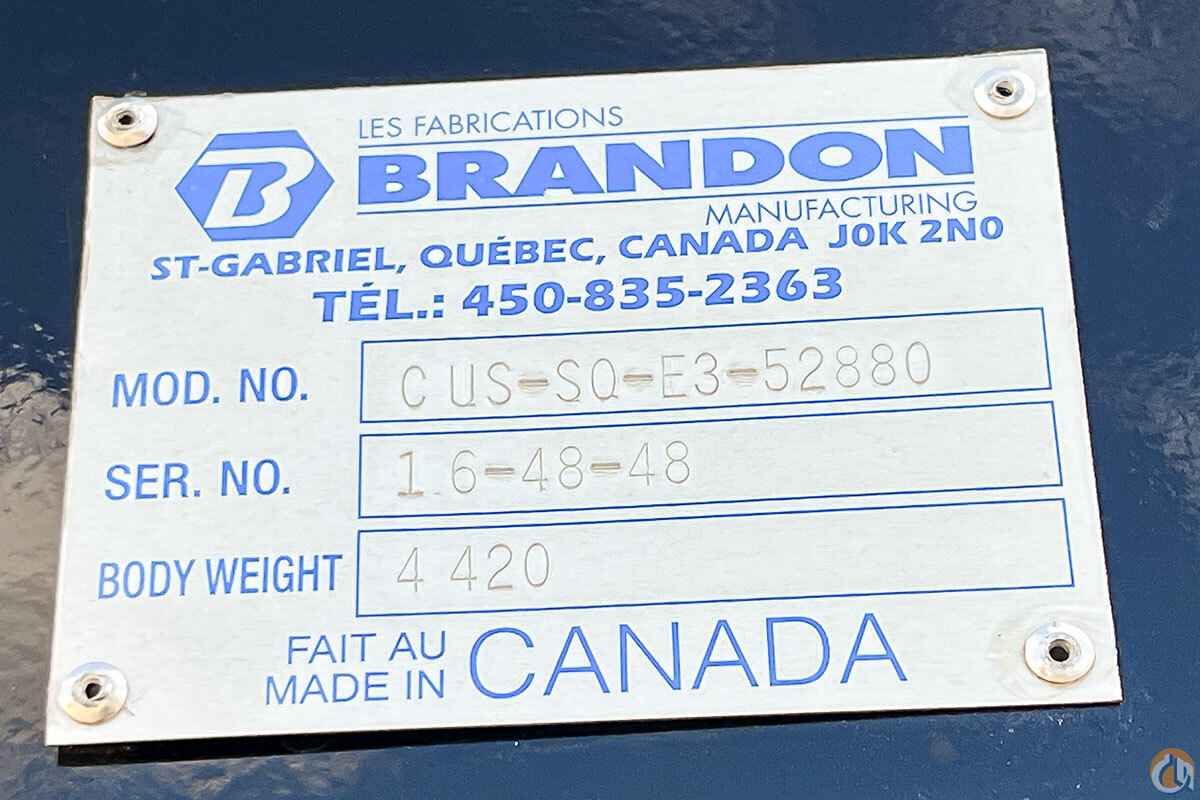 LES FABRICATIONS
B BRANDON
MANUFACTURING
ST-GABRIEL, QUÉBEC, CANADA J0K 2N0
TÉL.: 450-835-2363
MOD. NO. CUS-SQ-E3-52880
SER. NO. 16-48-48
BODY WEIGHT 4420
FAIT AU
MADE IN CANADA